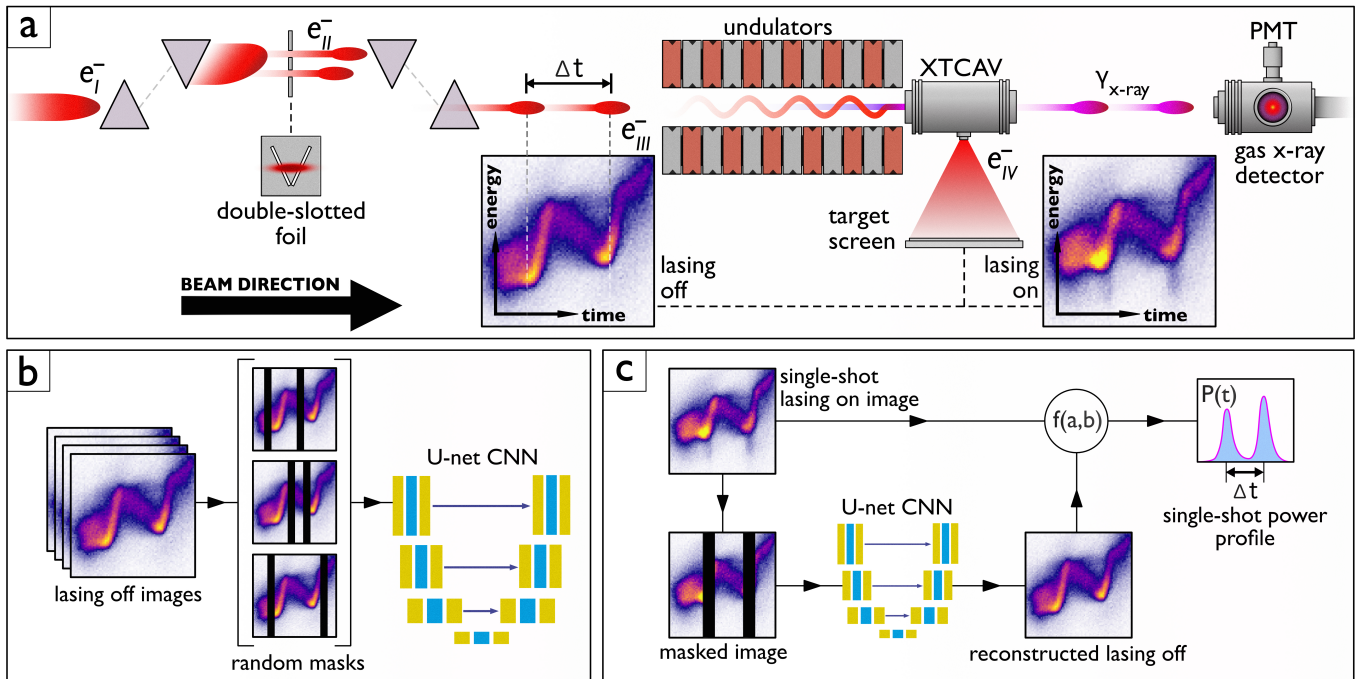 a
e⁻I
e⁻II
Δt
e⁻III
undulators
XTCAV
γx-ray
PMT
gas x-ray
detector
double-slotted
foil
BEAM DIRECTION
energy
time
lasing
off
e⁻IV
target
screen
lasing
on
energy
time
b
lasing off images
random masks
U-net CNN
c
single-shot
lasing on image
f(a,b)
P(t)
Δt
single-shot power
profile
U-net CNN
masked image
reconstructed lasing off